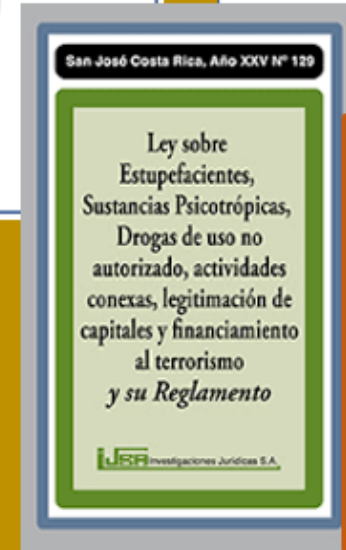 San José Costa Rica, Año XXV Nº 129
Ley sobre
Estupefacientes,
Sustancias Psicotrópicas,
Drogas de uso no
autorizado, actividades
conexas, legitimación de
capitales y financiamiento
al terrorismo
y su Reglamento
Investigaciones Jurídicas S.A.